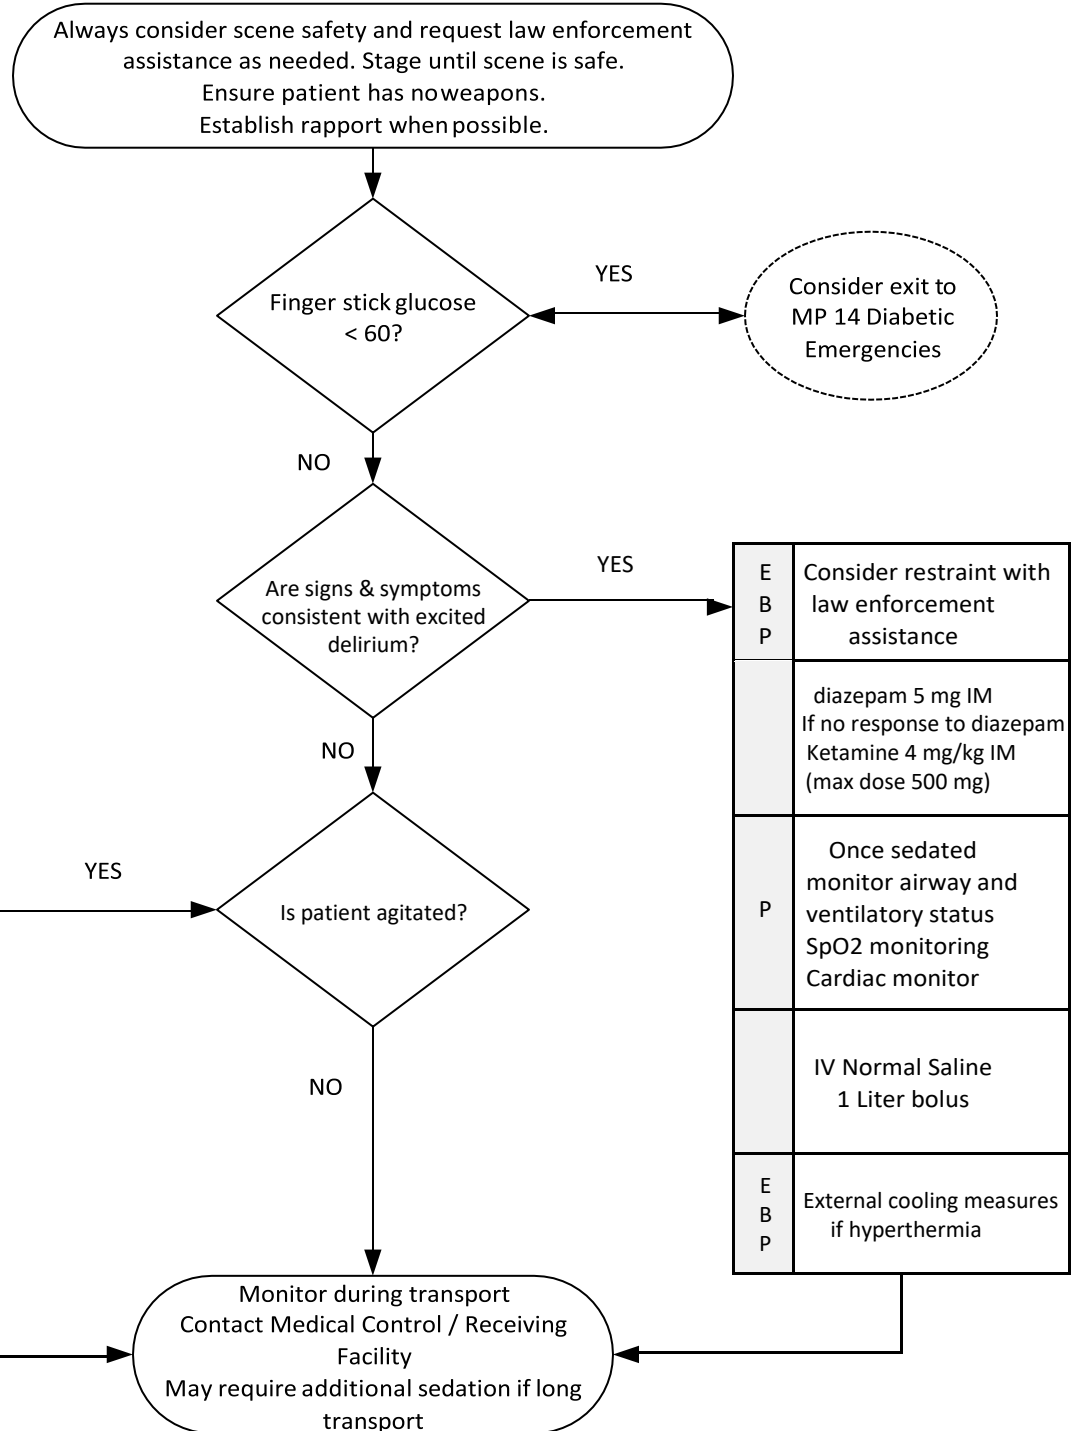 Always consider scene safety and request law enforcement
assistance as needed. Stage until scene is safe.
Ensure patient has no weapons.
Establish rapport when possible.
Finger stick glucose
< 60?
YES
Consider exit to
MP 14 Diabetic
Emergencies
NO
Are signs & symptoms
consistent with excited
delirium?
YES
E
B
P
Consider restraint with
law enforcement
assistance
diazepam 5 mg IM
If no response to diazepam
Ketamine 4 mg/kg IM
(max dose 500 mg)
P
Once sedated
monitor airway and
ventilatory status
SpO2 monitoring
Cardiac monitor
IV Normal Saline
1 Liter bolus
E
B
P
External cooling measures
if hyperthermia
NO
YES
Is patient agitated?
NO
Monitor during transport
Contact Medical Control / Receiving
Facility
May require additional sedation if long
transport